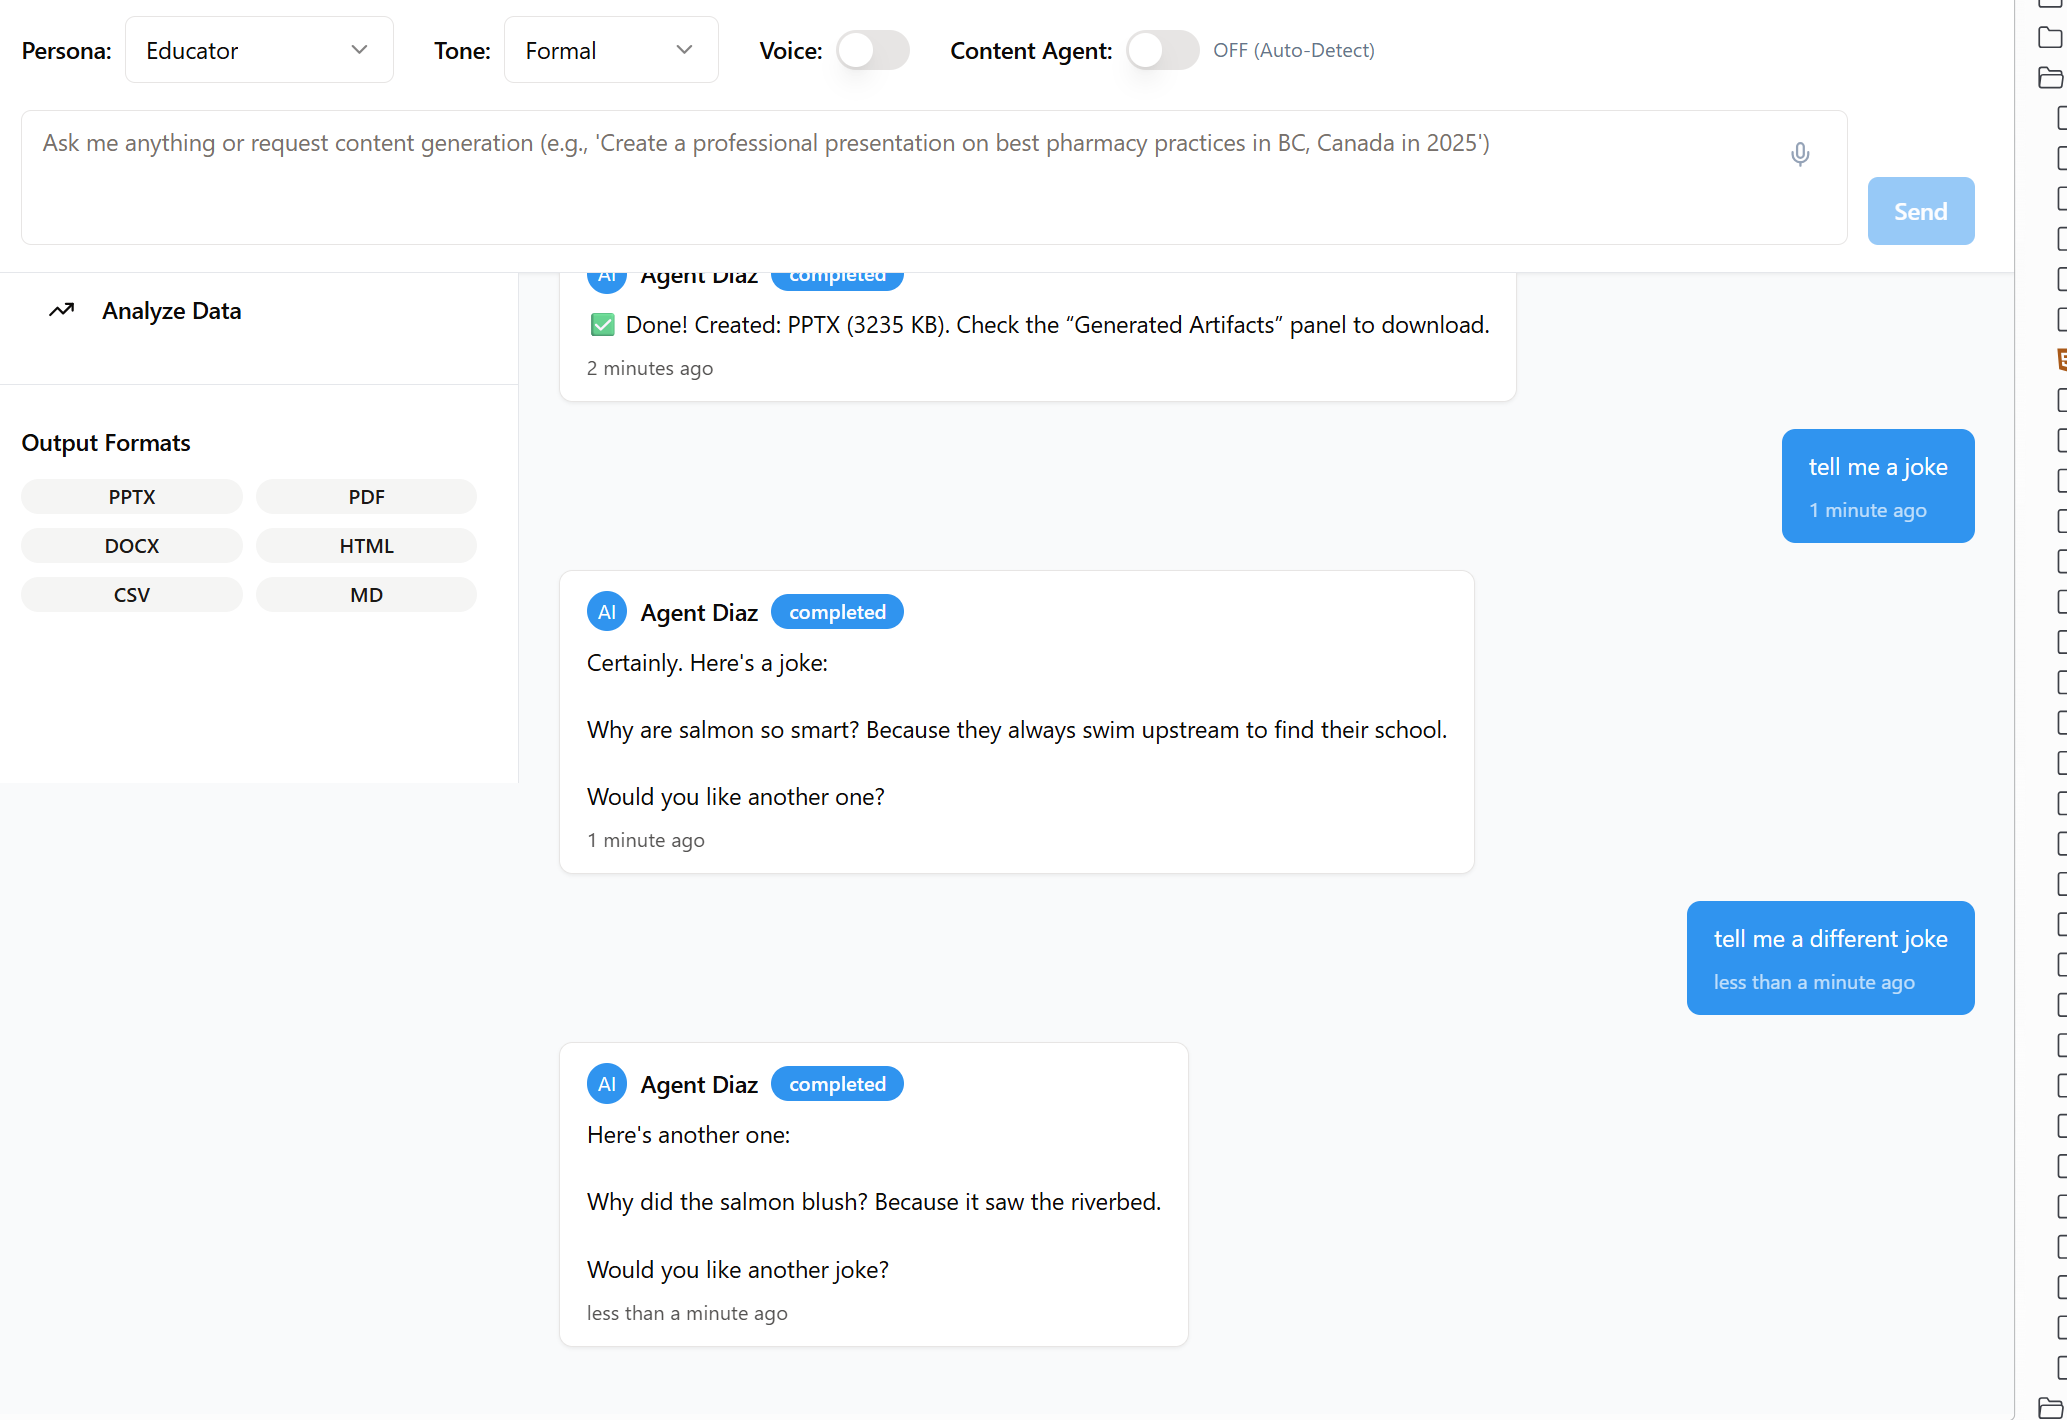 Persona:
Educator
Tone:
Formal
Voice:
Content Agent:
OFF (Auto-Detect)
Ask me anything or request content generation (e.g., 'Create a professional presentation on best pharmacy practices in BC, Canada in 2025')
Send
Analyze Data
Output Formats
PPTX
PDF
DOCX
HTML
CSV
MD
AI Agent Diaz completed
✅ Done! Created: PPTX (3235 KB). Check the “Generated Artifacts” panel to download.
2 minutes ago
tell me a joke
1 minute ago
AI Agent Diaz completed
Certainly. Here's a joke:
Why are salmon so smart? Because they always swim upstream to find their school.
Would you like another one?
1 minute ago
tell me a different joke
less than a minute ago
AI Agent Diaz completed
Here's another one:
Why did the salmon blush? Because it saw the riverbed.
Would you like another joke?
less than a minute ago